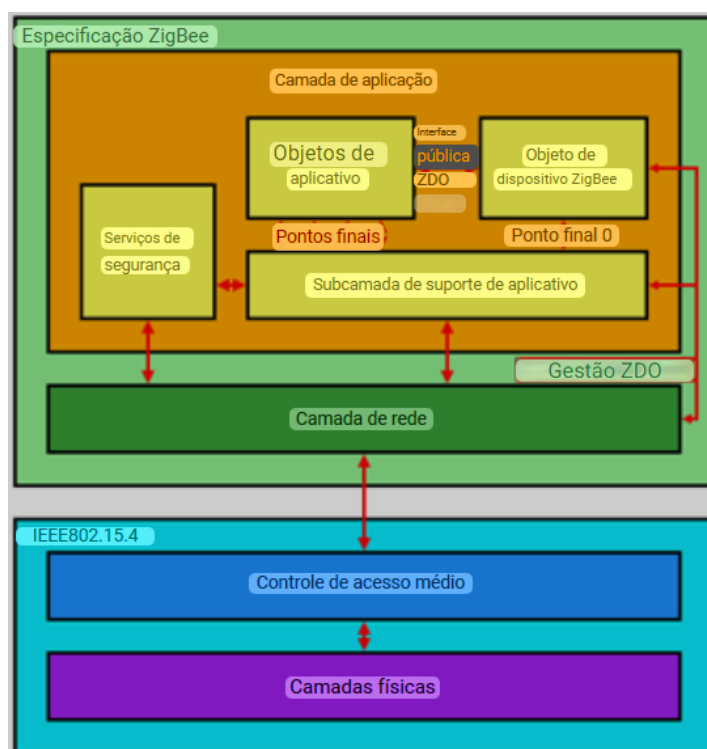 Especificação ZigBee
Camada de aplicação
Objetos de
aplicativo
Interface
pública
ZDO
Objeto de
dispositivo ZigBee
Serviços de
segurança
Pontos finais
Ponto final 0
Subcamada de suporte de aplicativo
Gestão ZDO
Camada de rede
IEEE802.15.4
Controle de acesso médio
Camadas físicas